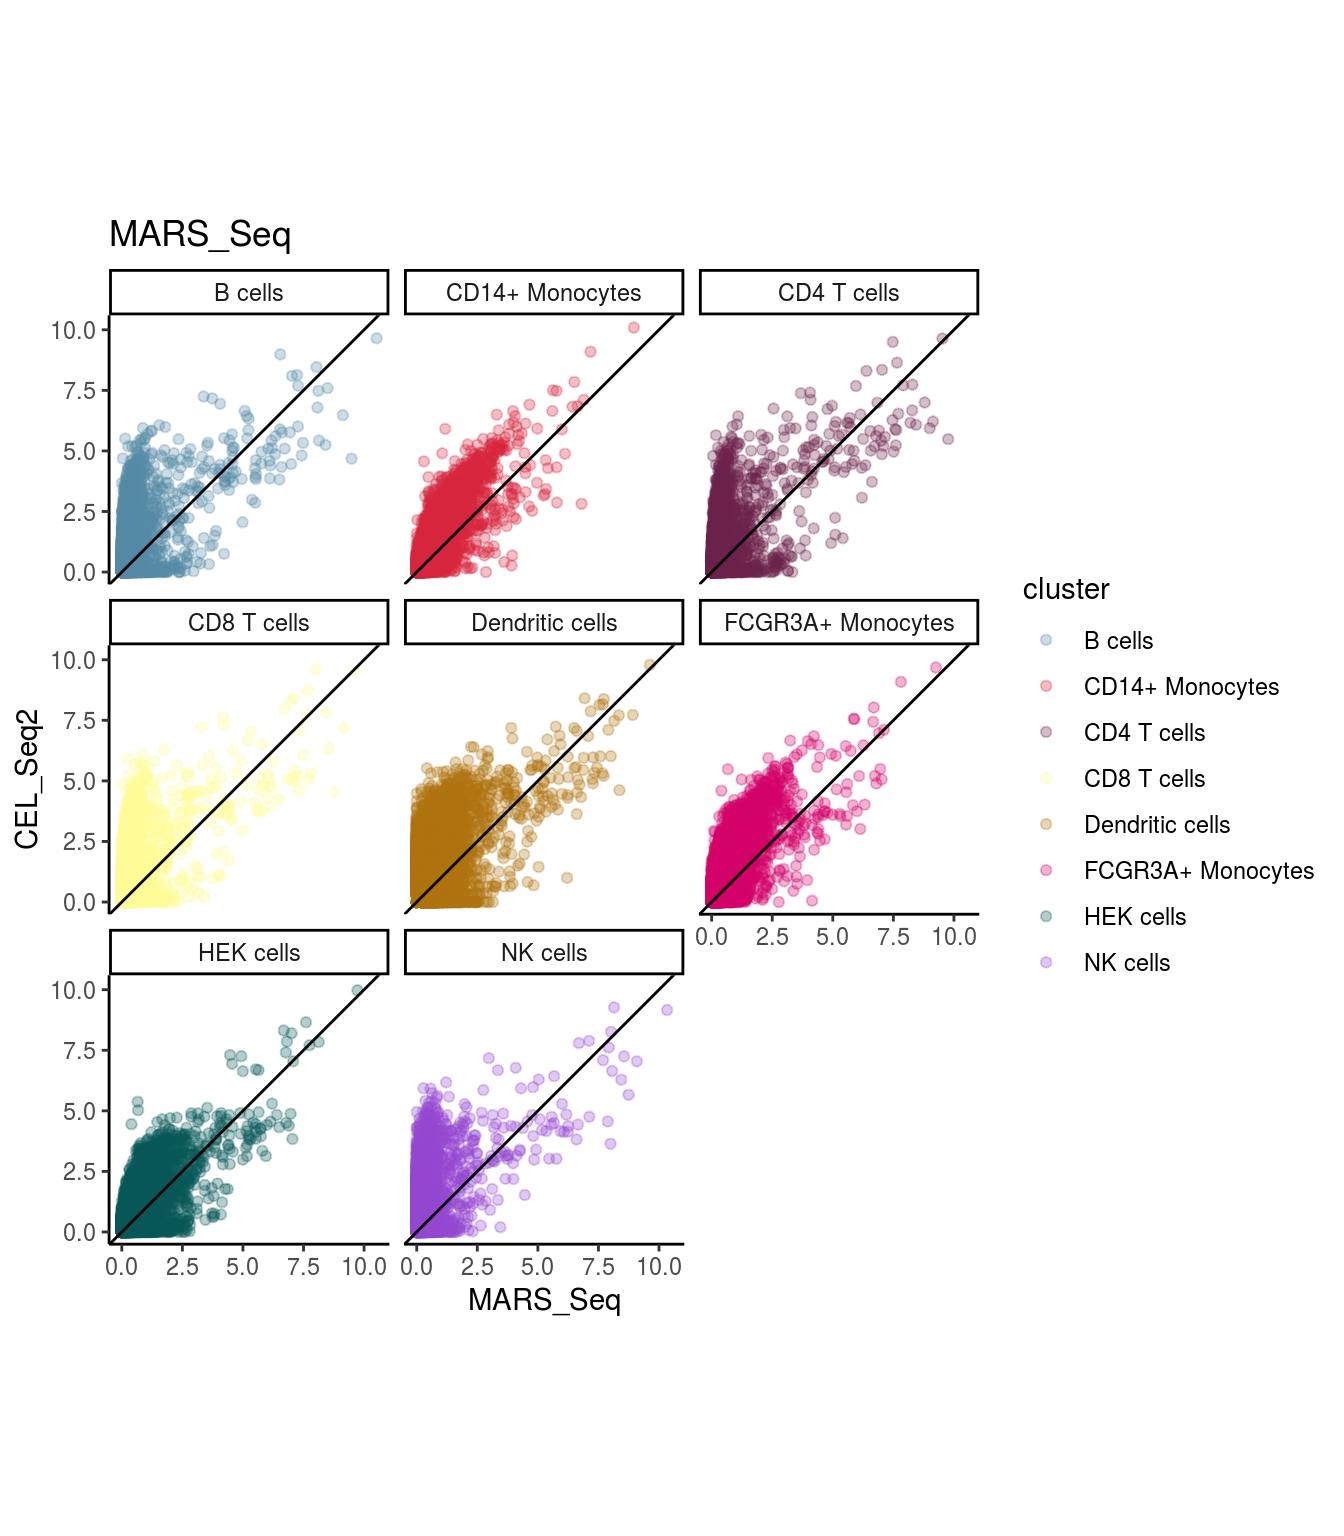 MARS_Seq
B cells
CD14+ Monocytes
CD4 T cells
10.0
7.5
5.0
2.5
0.0
CD8 T cells
Dendritic cells
FCGR3A+ Monocytes
10.0
7.5
5.0
2.5
0.0
0.0 2.5 5.0 7.5 10.0
HEK cells
NK cells
10.0
7.5
5.0
2.5
0.0
0.0 2.5 5.0 7.5 10.0
0.0 2.5 5.0 7.5 10.0
MARS_Seq
CEL_Seq2
cluster
B cells
CD14+ Monocytes
CD4 T cells
CD8 T cells
Dendritic cells
FCGR3A+ Monocytes
HEK cells
NK cells